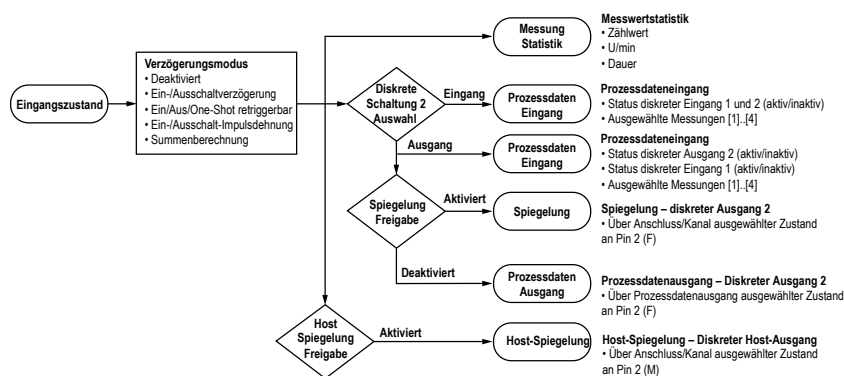 Eingangszustand
Verzögerungsmodus
• Deaktiviert
• Ein-/Ausschaltverzögerung
• Ein/Aus/One-Shot retriggerbar
• Ein-/Ausschalt-Impulsdehnung
• Summenberechnung
Messung
Statistik
Messwertstatistik
• Zählwert
• U/min
• Dauer
Diskrete
Schaltung 2
Auswahl
Eingang
Prozessdaten
Eingang
Prozessdateneingang
• Status diskreter Eingang 1 und 2 (aktiv/inaktiv)
• Ausgewählte Messungen [1]..[4]
Ausgang
Prozessdaten
Eingang
Prozessdateneingang
• Status diskreter Ausgang 2 (aktiv/inaktiv)
• Status diskreter Eingang 1 (aktiv/inaktiv)
• Ausgewählte Messungen [1]..[4]
Spiegelung
Freigabe
Aktiviert
Spiegelung
Spiegelung – diskreter Ausgang 2
• Über Anschluss/Kanal ausgewählter Zustand
an Pin 2 (F)
Deaktiviert
Prozessdaten
Ausgang
Prozessdatenausgang – Diskreter Ausgang 2
• Über Prozessdatenausgang ausgewählter Zustand
an Pin 2 (F)
Host
Spiegelung
Freigabe
Aktiviert
Host-Spiegelung
Host-Spiegelung – Diskreter Host-Ausgang
• Über Anschluss/Kanal ausgewählter Zustand
an Pin 2 (M)